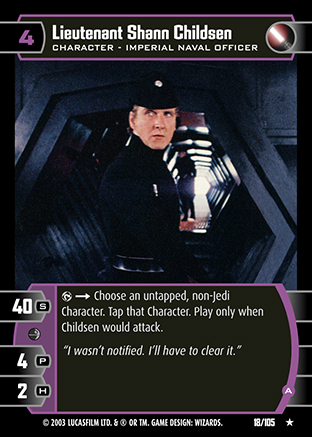 4
Lieutenant Shann Childsen
CHARACTER - IMPERIAL NAVAL OFFICER
40 S
4 P
2 H
Choose an untapped, non-Jedi
Character. Tap that Character. Play only when
Childsen would attack.
“I wasn’t notified. I’ll have to clear it.”
A
© 2003 LUCASFILM LTD. & ® OR TM. GAME DESIGN: WIZARDS.
18/105